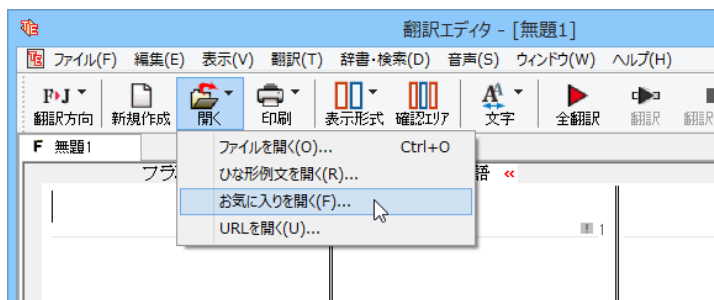 翻訳エディタ - [無題1]
ファイル(F) 編集(E) 表示(V) 翻訳(T) 辞書・検索(D) 音声(S) ウィンドウ(W) ヘルプ(H)
F▸J
翻訳方向 新規作成 開く 印刷 表示形式 確認エリア 文字 全翻訳 翻訳 翻訳
F 無題1
フラ 語 «
ファイルを開く(O)... Ctrl+O
ひな形例文を開く(R)...
お気に入りを開く(F)...
URLを開く(U)...
1